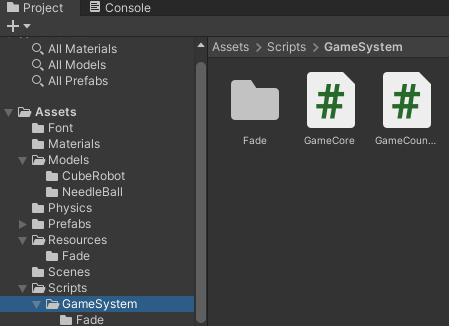 Project
Console
All Materials
All Models
All Prefabs
Assets
Font
Materials
Models
CubeRobot
NeedleBall
Physics
Prefabs
Resources
Fade
Scenes
Scripts
GameSystem
Fade
Assets > Scripts > GameSystem
Fade
GameCore
GameCoun...